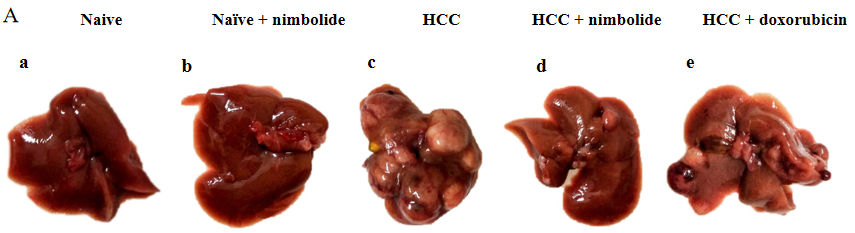 A
Naive
Naïve + nimbolide
HCC
HCC + nimbolide
HCC + doxorubicin
a
b
c
d
e